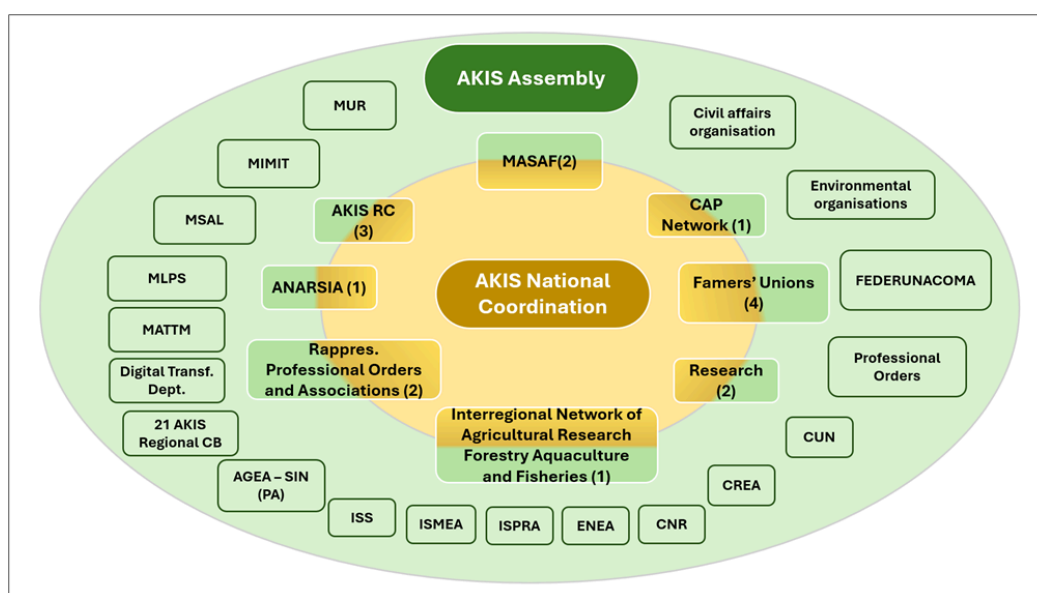 AKIS Assembly
MUR
Civil affairs
organisation
MASAF(2)
MIMIT
Environmental
organisations
AKIS RC
(3)
CAP
Network (1)
MSAL
AKIS National
Coordination
MLPS
ANARSIA (1)
Famers’ Unions
(4)
FEDERUNACOMA
MATTM
Rappres.
Professional Orders
and Associations (2)
Research
(2)
Professional
Orders
Digital Transf.
Dept.
21 AKIS
Regional CB
Interregional Network of
Agricultural Research
Forestry Aquaculture
and Fisheries (1)
CUN
AGEA – SIN
(PA)
CREA
ISS
ISMEA
ISPRA
ENEA
CNR